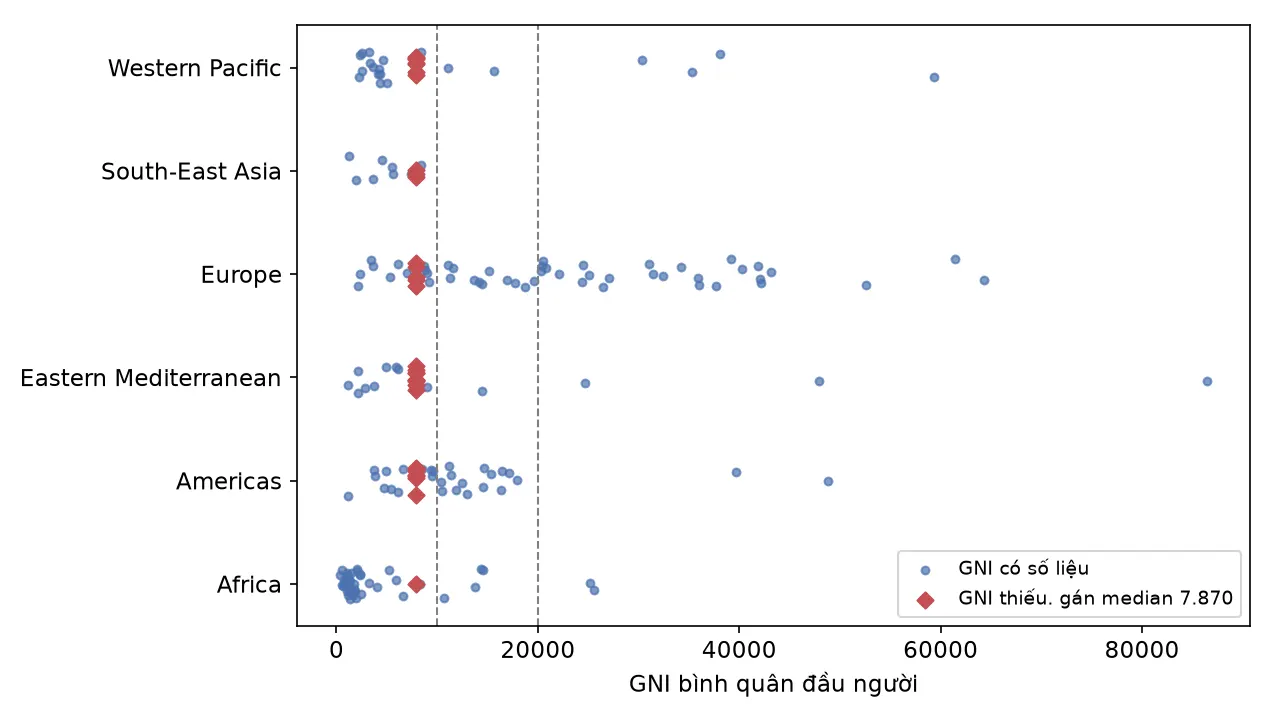 Western Pacific
South-East Asia
Europe
Eastern Mediterranean
Americas
Africa
GNI có số liệu
GNI thiếu. gán median 7.870
0 20000 40000 60000 80000
GNI bình quân đầu người